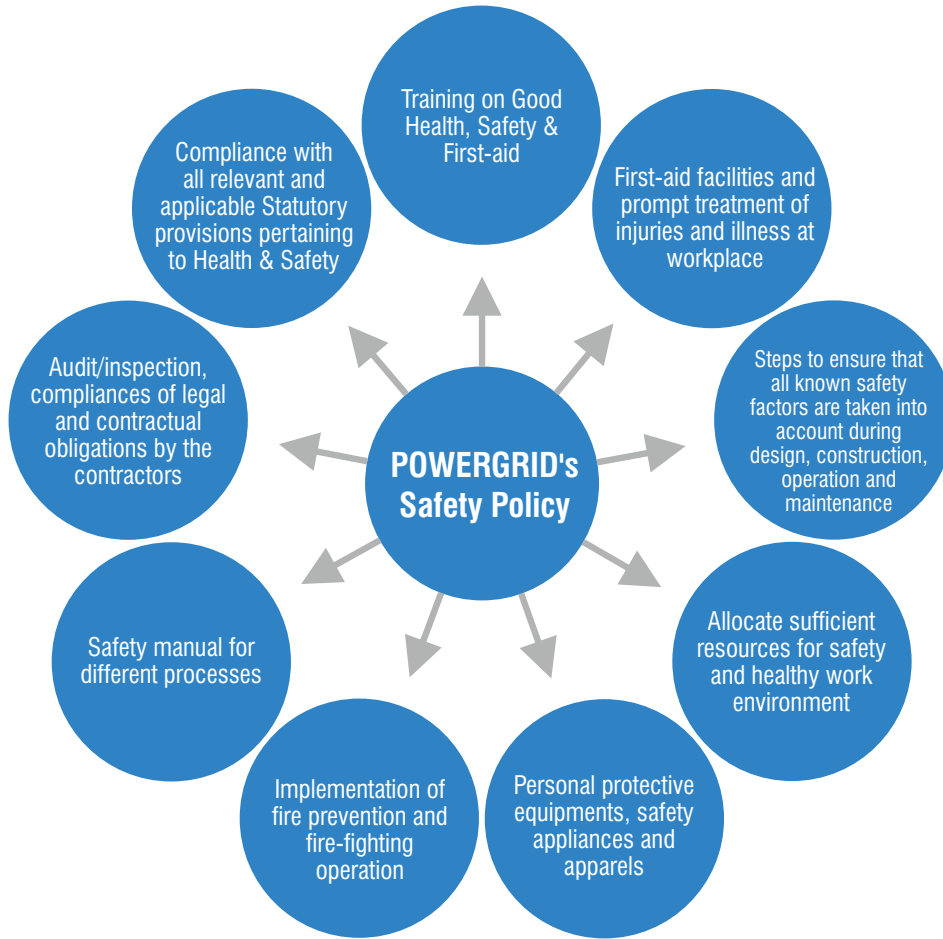 Training on Good
Health, Safety &
First-aid
First-aid facilities and
prompt treatment of
injuries and illness at
workplace
Steps to ensure that
all known safety
factors are taken into
account during
design, construction,
operation and
maintenance
Allocate sufficient
resources for safety
and healthy work
environment
Personal protective
equipments, safety
appliances and
apparels
Implementation of
fire prevention and
fire-fighting
operation
Safety manual for
different processes
Audit/inspection,
compliances of legal
and contractual
obligations by the
contractors
Compliance with
all relevant and
applicable Statutory
provisions pertaining
to Health & Safety
POWERGRID's
Safety Policy